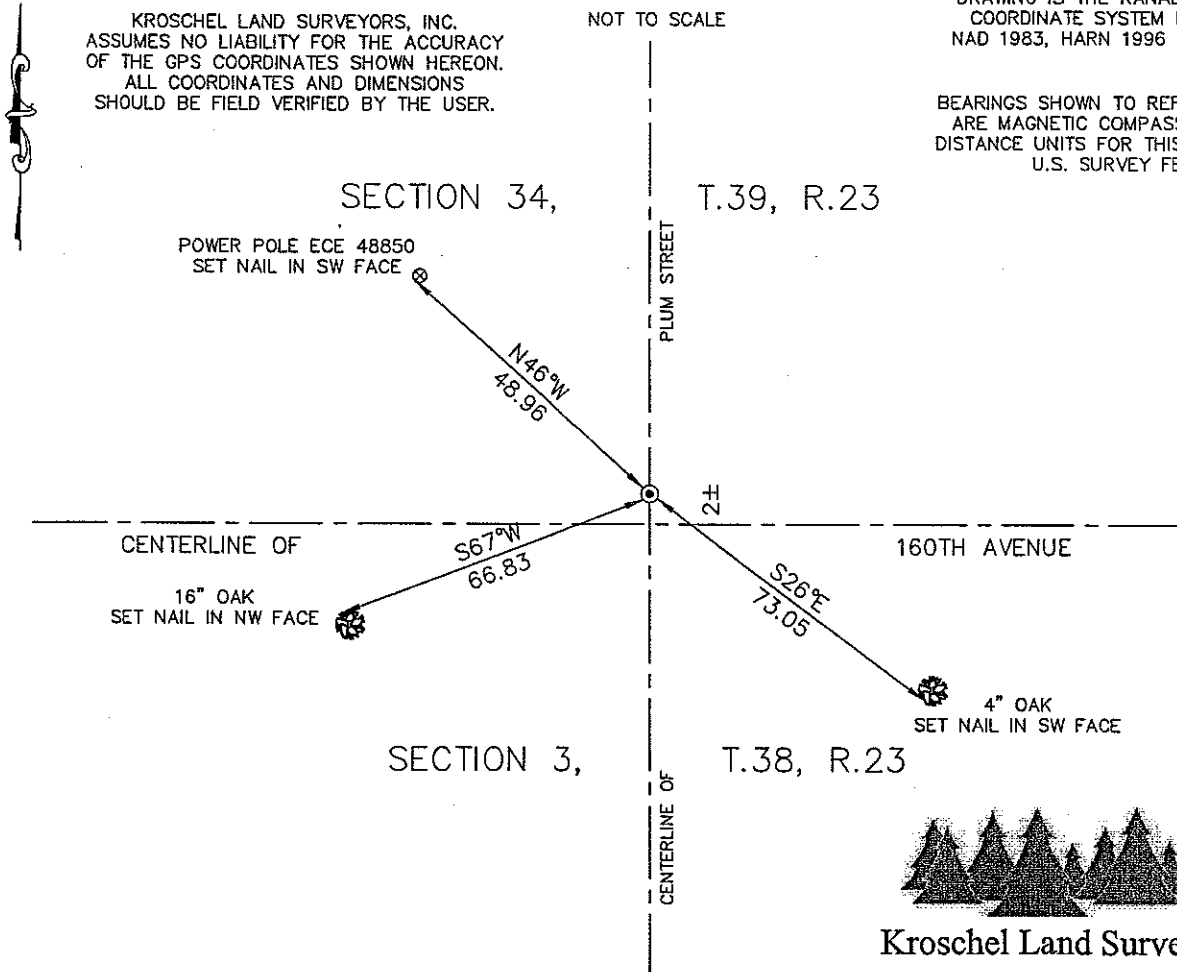 KROSCHEL LAND SURVEYORS, INC.
ASSUMES NO LIABILITY FOR THE ACCURACY
OF THE GPS COORDINATES SHOWN HEREON.
ALL COORDINATES AND DIMENSIONS
SHOULD BE FIELD VERIFIED BY THE USER.
NOT TO SCALE
DRAWING IS THE
COORDINATE SYSTEM
NAD 1983, HARN 1996
BEARINGS SHOWN TO
ARE MAGNETIC
DISTANCE UNITS FOR
U.S. SURVEY
SECTION 34, T.39, R.23
POWER POLE ECE 48850
SET NAIL IN SW FACE
PLUM STREET
N46°W
48.96
2±
CENTERLINE OF 160TH AVENUE
S67°W
66.83
16" OAK
SET NAIL IN NW FACE
S26°E
73.05
4" OAK
SET NAIL IN SW FACE
SECTION 3, T.38, R.23
CENTERLINE OF
Kroschel Land